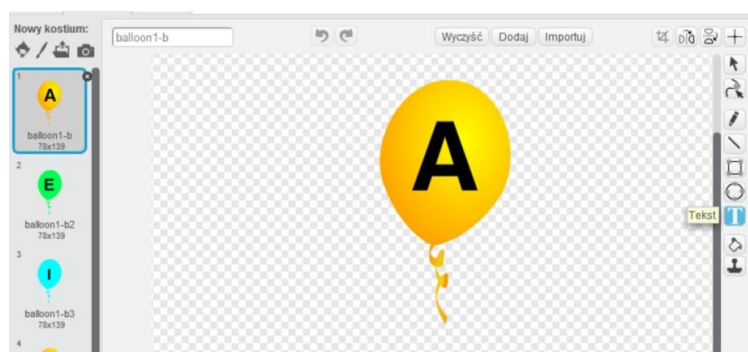 Nowy kostium:
balloon1-b
Wyczyść Dodaj Importuj
1
A
balloon1-b
78x139
2
E
balloon1-b2
78x139
3
I
balloon1-b3
78x139
4
A
Tekst
T